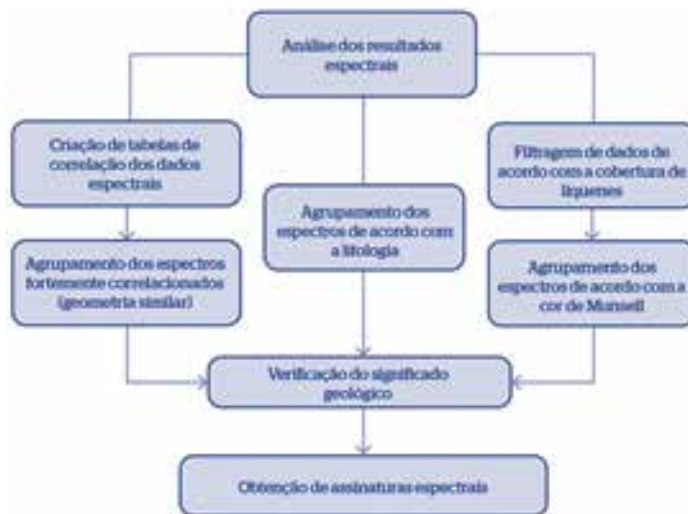 Análise dos resultados
espectrais
Criação de tabelas de
correlação dos dados
espectrais
Filtragem de dados de
acordo com a cobertura de
líquenes
Agrupamento dos
espectros de acordo com
a litologia
Agrupamento dos espectros
fortemente correlacionados
(geometria similar)
Agrupamento dos
espectros de acordo com a
cor de Munsell
Verificação do significado
geológico
Obtenção de assinaturas espectrais